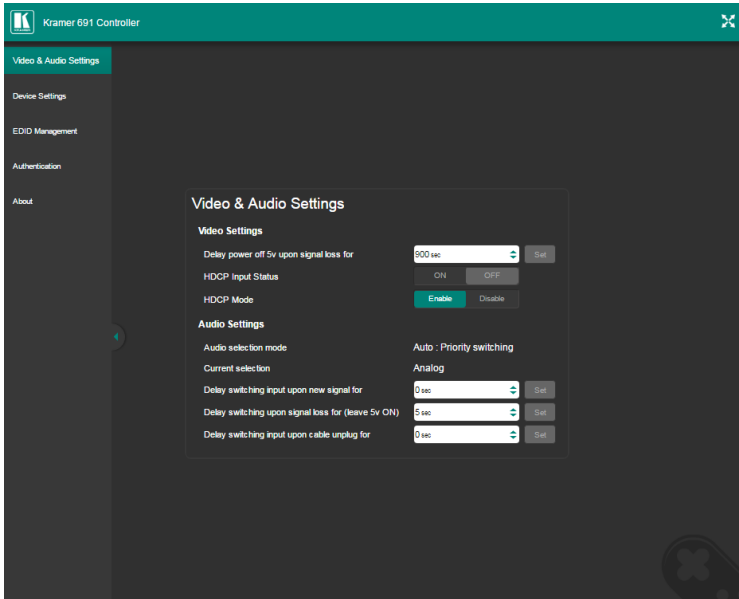 Kramer 691 Controller
Video & Audio Settings
Device Settings
EDID Management
Authentication
About
Video & Audio Settings
Video Settings
Delay power off 5v upon signal loss for 900 sec Set
HDCP Input Status ON OFF
HDCP Mode Enable Disable
Audio Settings
Audio selection mode Auto : Priority switching
Current selection Analog
Delay switching input upon new signal for 0 sec Set
Delay switching upon signal loss for (leave 5v ON) 5 sec Set
Delay switching input upon cable unplug for 0 sec Set